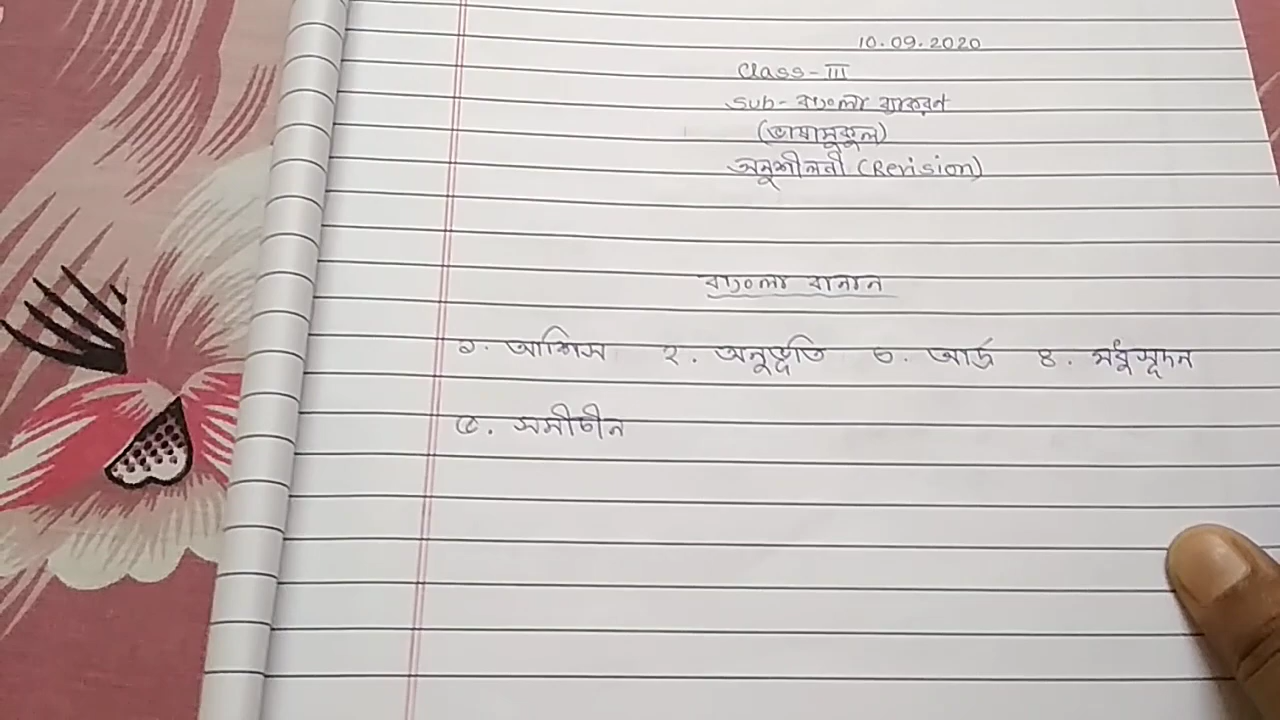 10.09.2020
Class-III
Sub- বাংলা ব্যাকরণ
(ভাষামুকুল)
অনুশীলনী (Revision)
বাংলা বানান
১. আশিস ২. অনুভূতি ৩. আর্দ্র ৪. মধুসূদন
৫. সমীচীন